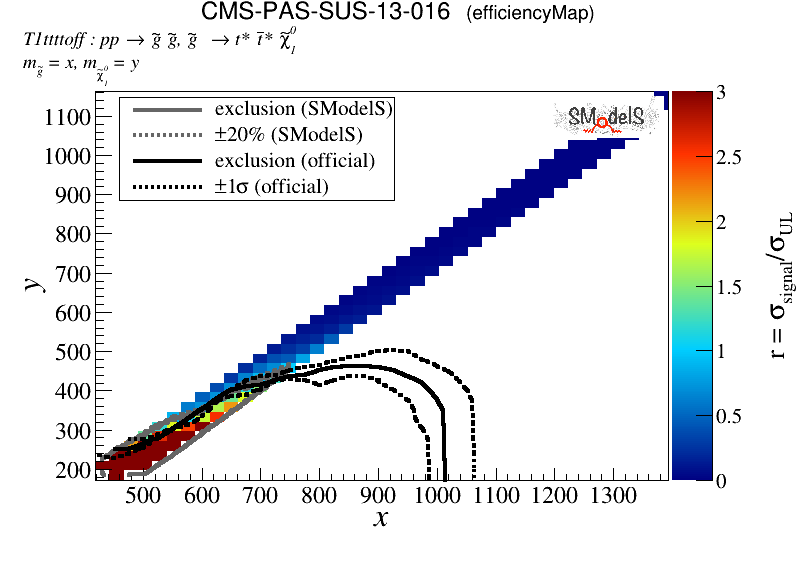 CMS-PAS-SUS-13-016 (efficiencyMap)
T1ttttoff : pp → g̃ g̃, g̃ → t* t̄* χ̃⁰₁
m_g̃ = x, m_χ̃⁰₁ = y
exclusion (SModelS)
±20% (SModelS)
exclusion (official)
±1σ (official)
SModelS
1100
1000
900
800
700
600
500
400
300
200
y
500 600 700 800 900 1000 1100 1200 1300
x
3
2.5
2
1.5
1
0.5
0
r = σ_signal/σ_UL